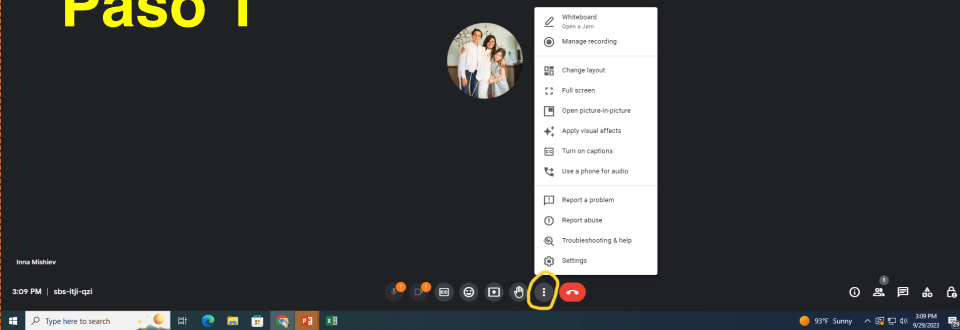 Paso 1
Whiteboard
Open a Jam
Manage recording
Change layout
Full screen
Open picture-in-picture
Apply visual effects
Turn on captions
Use a phone for audio
Report a problem
Report abuse
Troubleshooting & help
Settings
Inna Mishiev
3:09 PM | sbs-itji-qzi
1
Type here to search
93°F Sunny
3:09 PM
9/29/2023